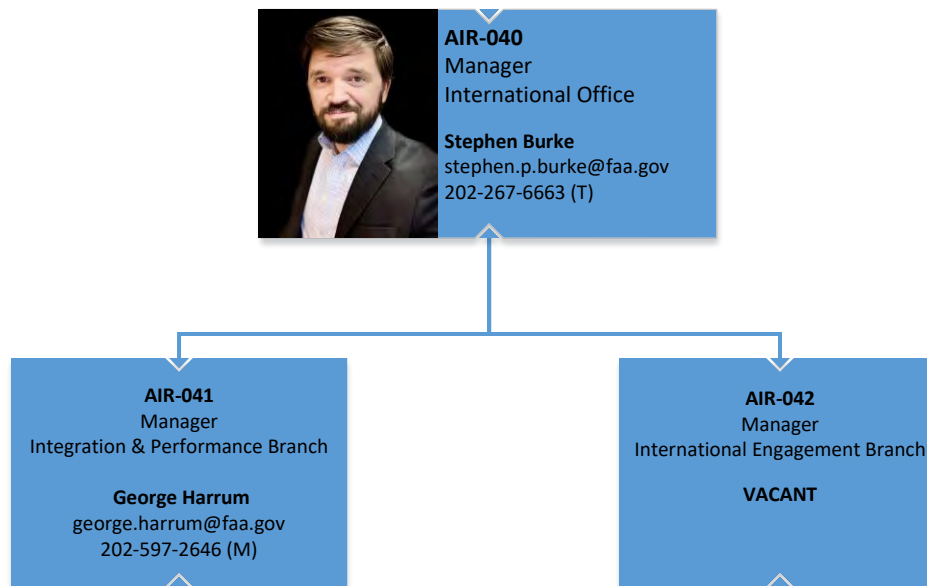 AIR-040
Manager
International Office
Stephen Burke
stephen.p.burke@faa.gov
202-267-6663 (T)
AIR-041
Manager
Integration & Performance Branch
George Harrum
george.harrum@faa.gov
202-597-2646 (M)
AIR-042
Manager
International Engagement Branch
VACANT